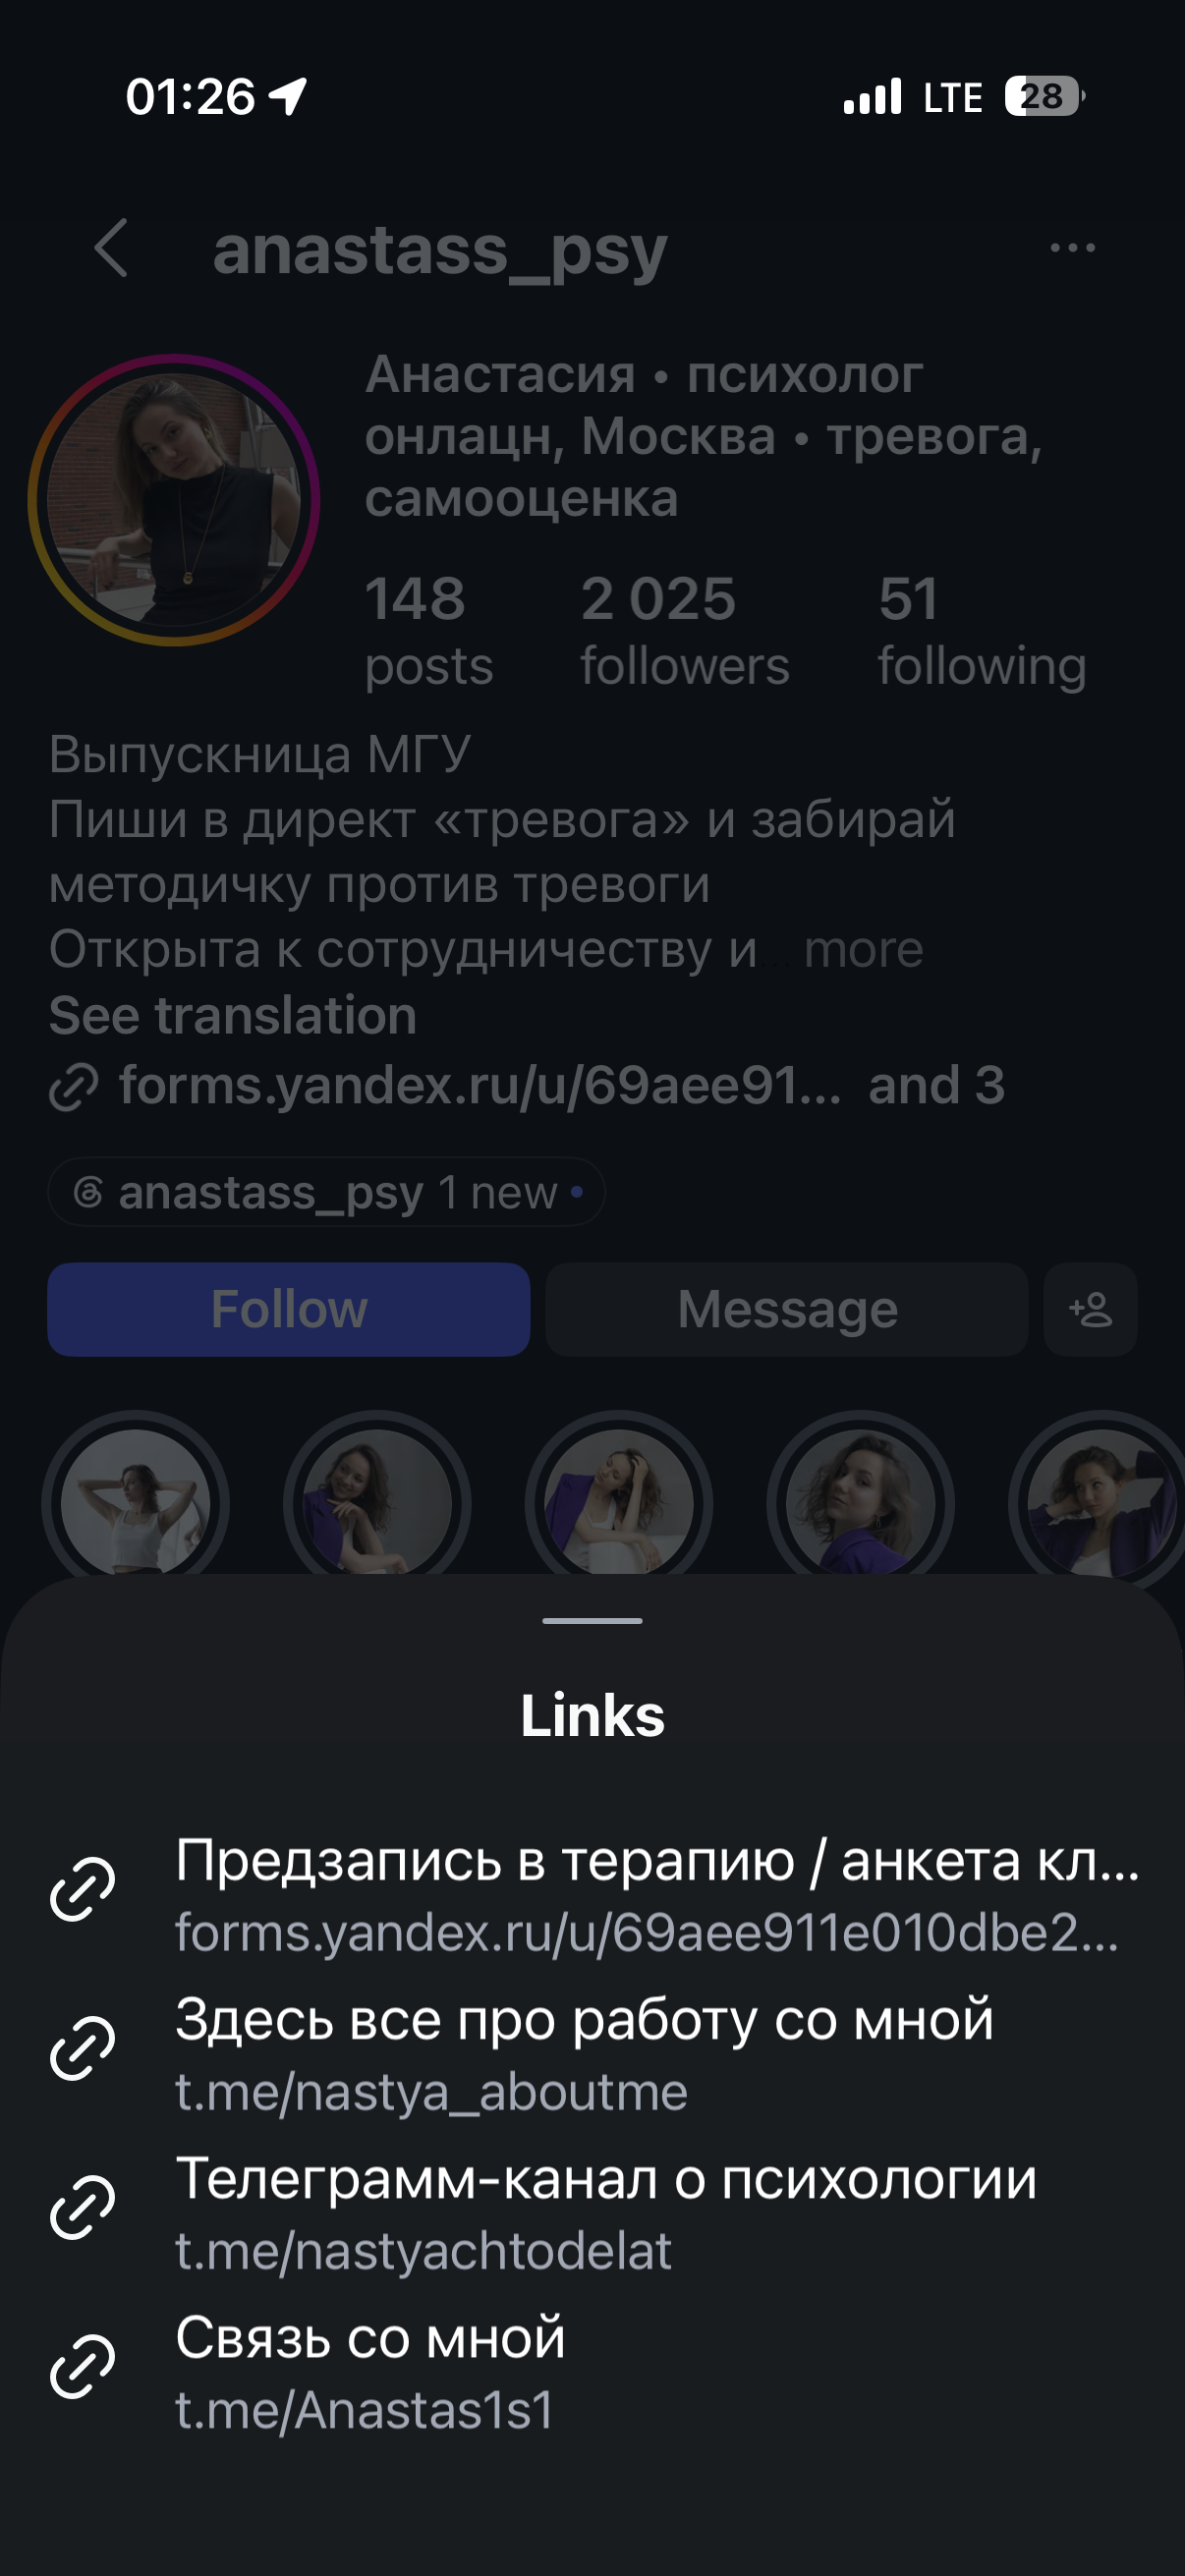 01:26
LTE 28
anastass_psy
Анастасия • психолог
онлацн, Москва • тревога,
самооценка
148 2 025 51
posts followers following
Выпускница МГУ
Пиши в директ «тревога» и забирай
методичку против тревоги
Открыта к сотрудничеству и... more
See translation
forms.yandex.ru/u/69aee91... and 3
anastass_psy 1 new
Follow Message
Links
Предзапись в терапию / анкета кл...
forms.yandex.ru/u/69aee911e010dbe2...
Здесь все про работу со мной
t.me/nastya_aboutme
Телеграмм-канал о психологии
t.me/nastyachtodelat
Связь со мной
t.me/Anastas1s1